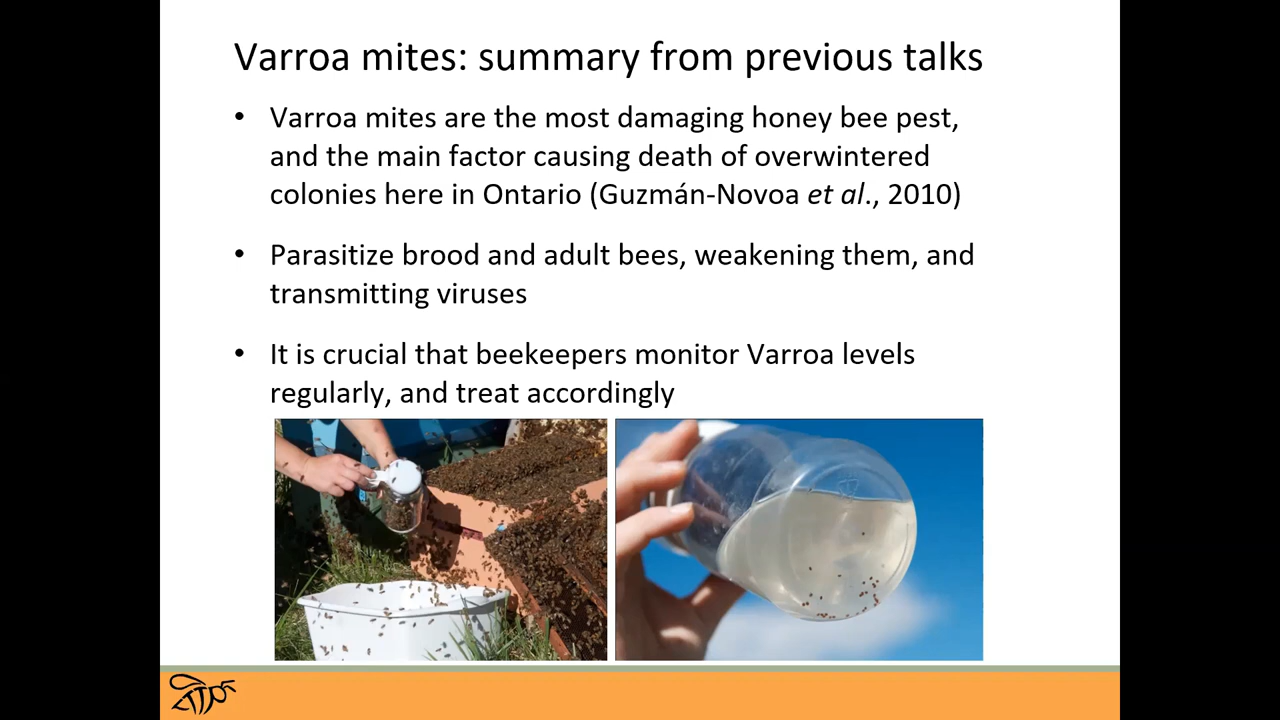 Varroa mites: summary from previous talks
• Varroa mites are the most damaging honey bee pest,
and the main factor causing death of overwintered
colonies here in Ontario (Guzmán-Novoa et al., 2010)
• Parasitize brood and adult bees, weakening them, and
transmitting viruses
• It is crucial that beekeepers monitor Varroa levels
regularly, and treat accordingly